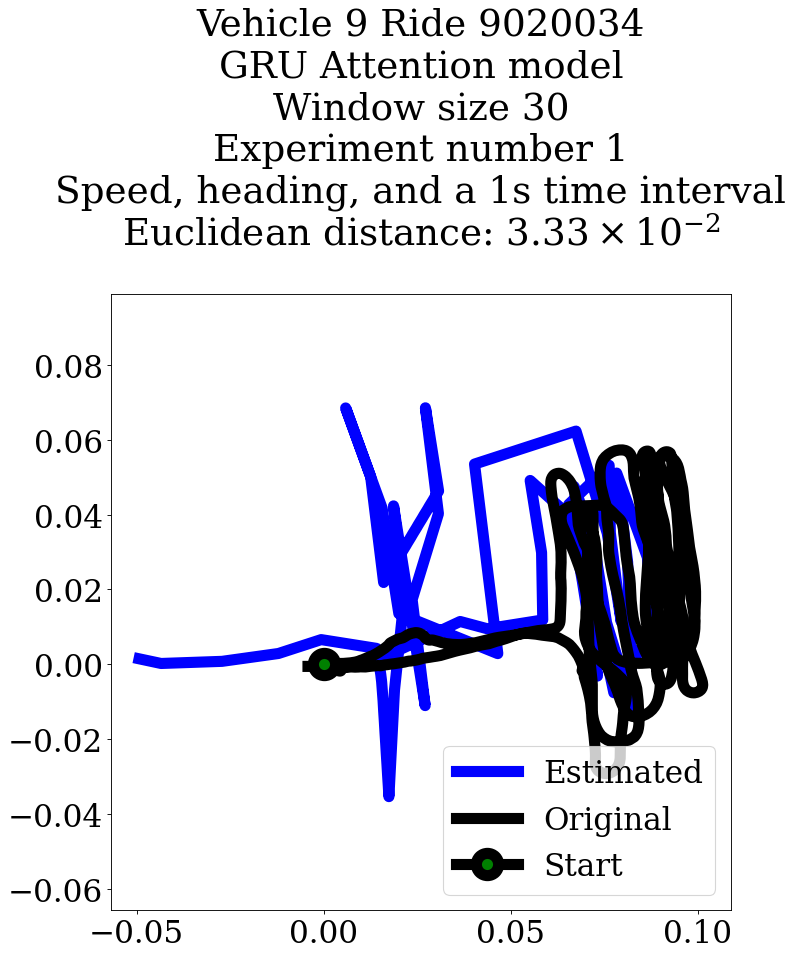 Vehicle 9 Ride 9020034
GRU Attention model
Window size 30
Experiment number 1
Speed, heading, and a 1s time interval
Euclidean distance: 3.33 × 10⁻²
0.08
0.06
0.04
0.02
0.00
−0.02
−0.04
−0.06
Estimated
Original
Start
−0.05 0.00 0.05 0.10